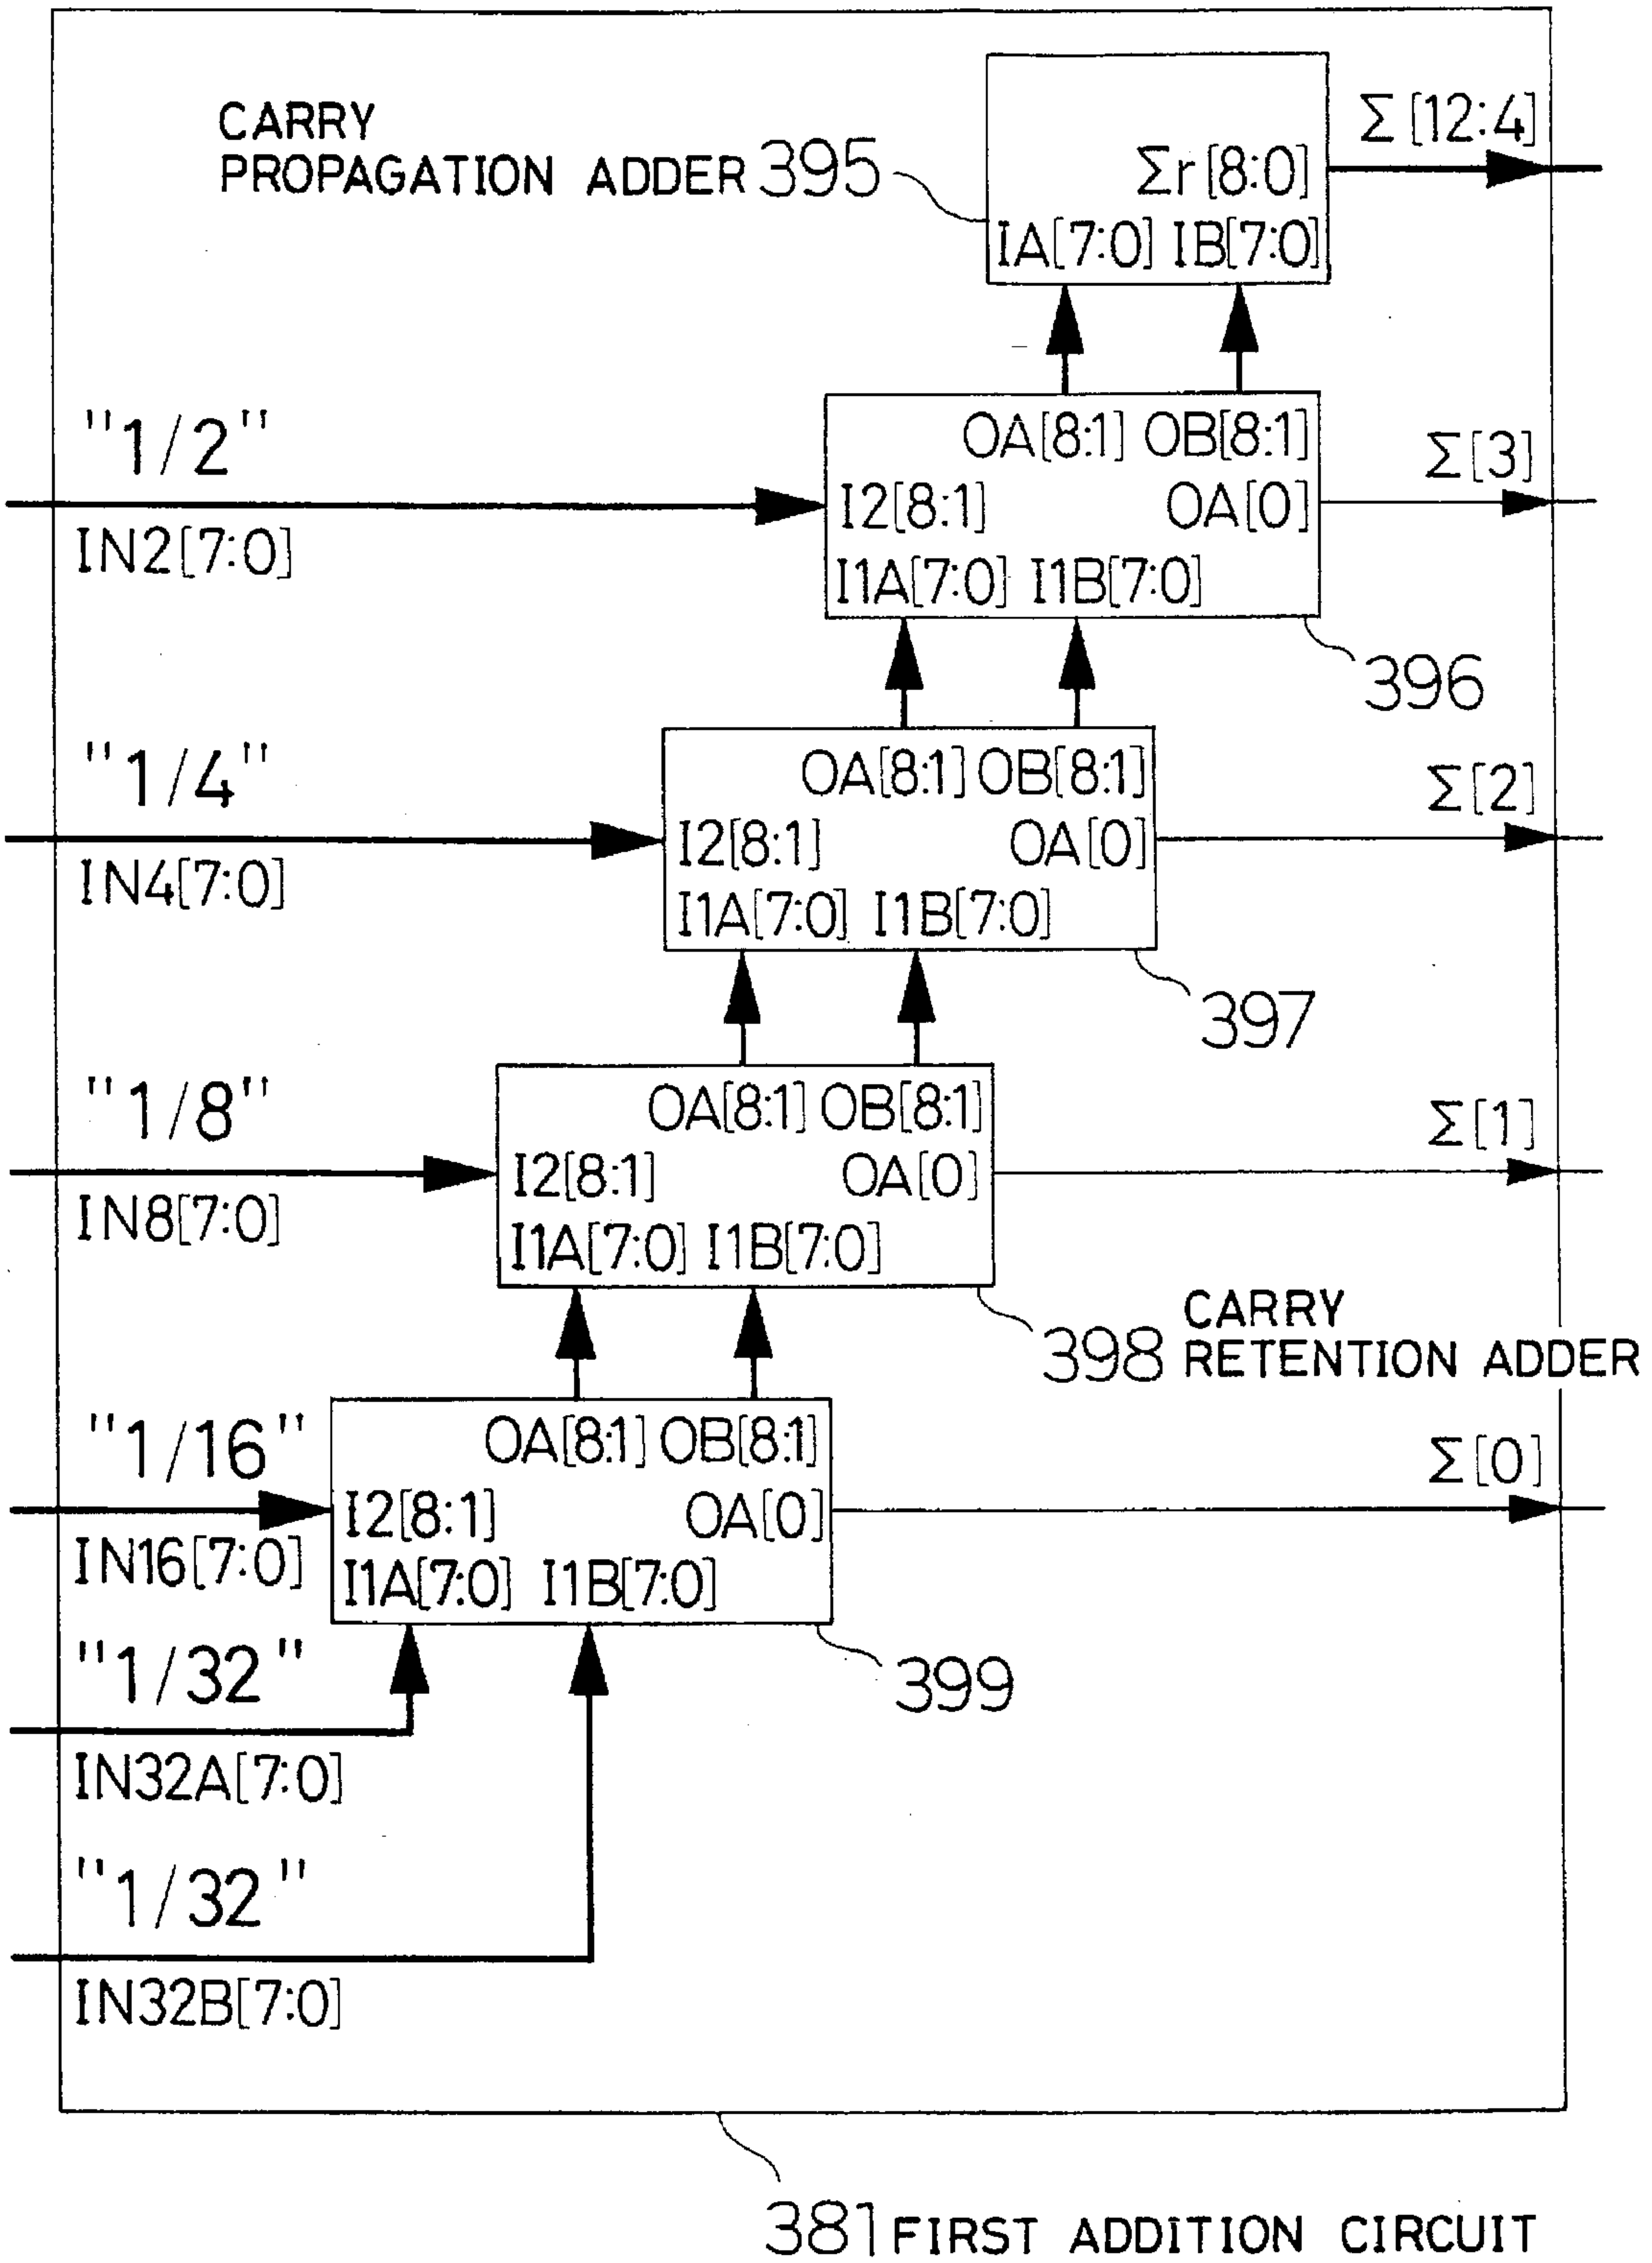 CARRY
PROPAGATION ADDER 395
Σ[12:4]
Σr[8:0]
IA[7:0] IB[7:0]
"1/2"
IN2[7:0]
OA[8:1] OB[8:1]
I2[8:1] OA[0]
I1A[7:0] I1B[7:0]
Σ[3]
396
"1/4"
IN4[7:0]
OA[8:1] OB[8:1]
I2[8:1] OA[0]
I1A[7:0] I1B[7:0]
Σ[2]
397
"1/8"
IN8[7:0]
OA[8:1] OB[8:1]
I2[8:1] OA[0]
I1A[7:0] I1B[7:0]
Σ[1]
398 CARRY
RETENTION ADDER
"1/16"
IN16[7:0]
OA[8:1] OB[8:1]
I2[8:1] OA[0]
I1A[7:0] I1B[7:0]
Σ[0]
399
"1/32"
IN32A[7:0]
"1/32"
IN32B[7:0]
381 FIRST ADDITION CIRCUIT